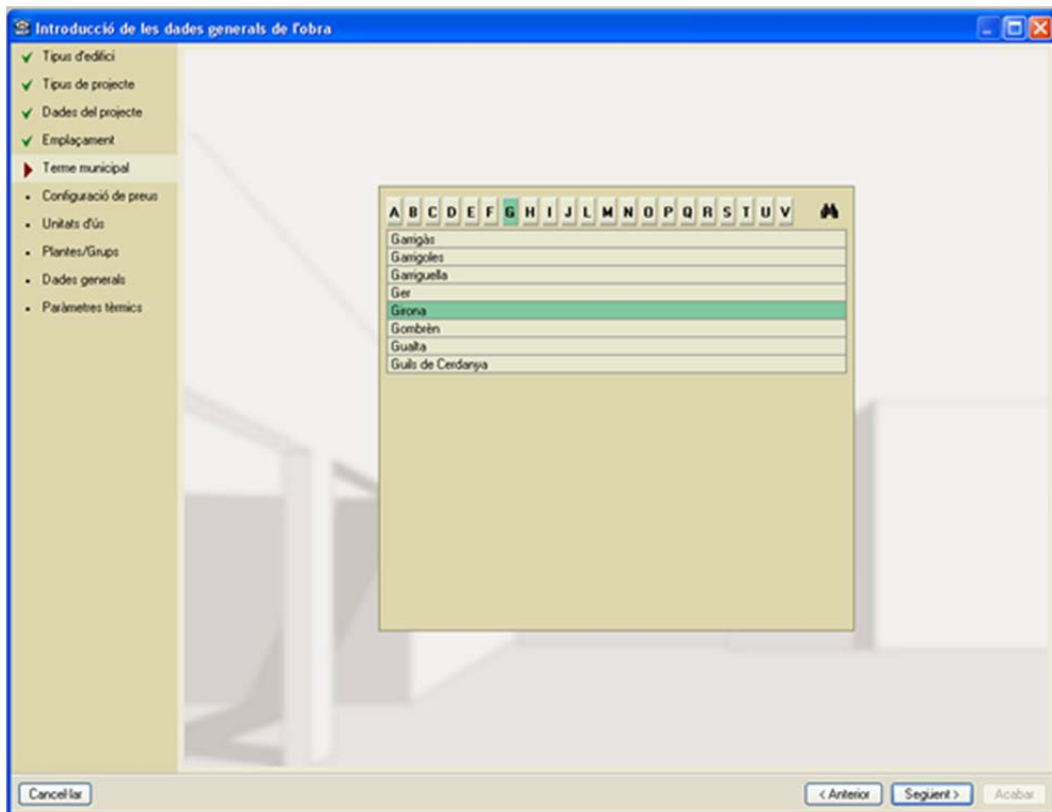 Introducció de les dades generals de l'obra
Tipus d'edifici
Tipus de projecte
Dades del projecte
Emplaçament
Terme municipal
Configuració de preus
Unitats d'ús
Plantes/Grups
Dades generals
Paràmetres tèrmics
A B C D E F G H I J L M N O P Q R S T U V
Garrigàs
Garrigoles
Garriguella
Ger
Girona
Gombrèn
Gualta
Guils de Cerdanya
Cancel·lar
< Anterior
Següent >
Acabar